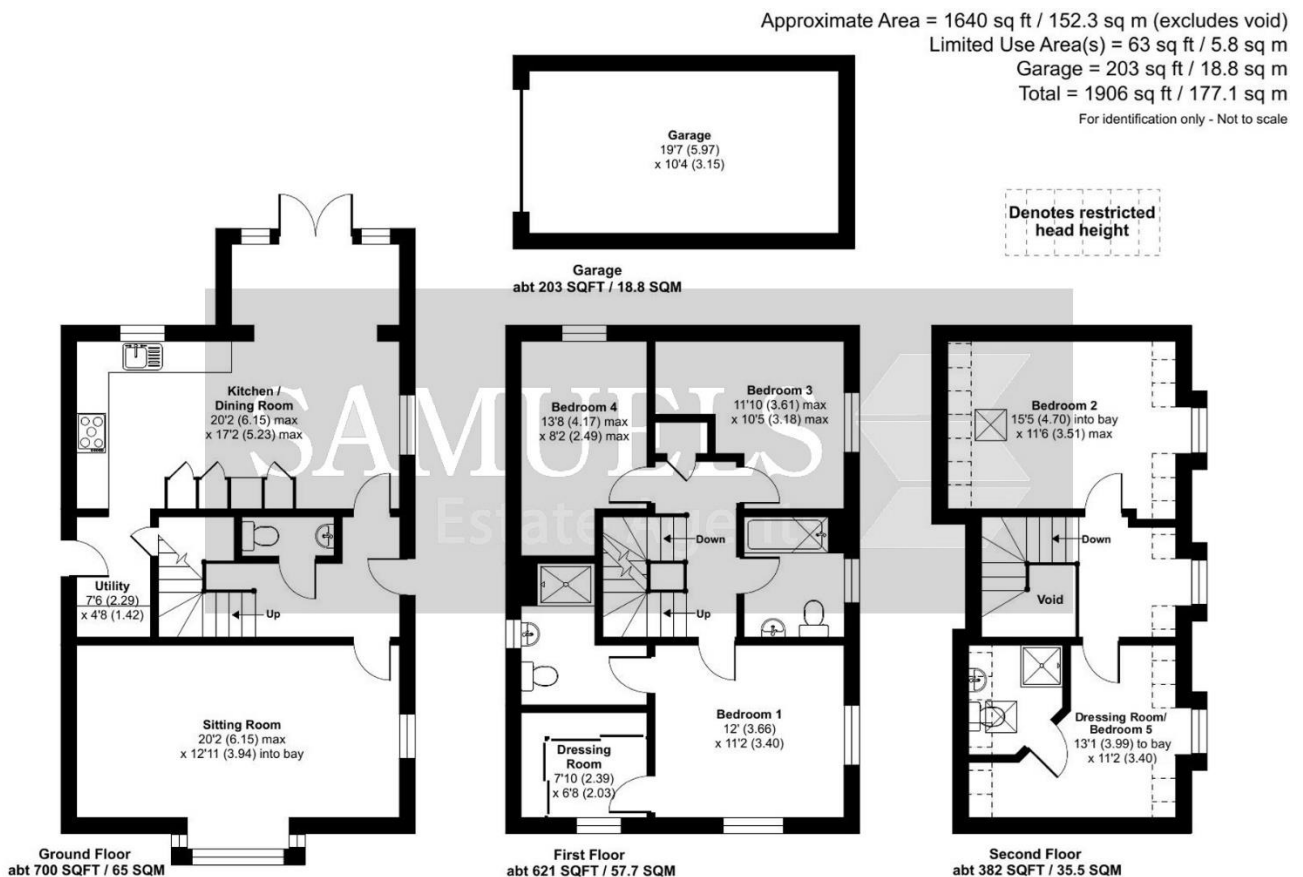 Approximate Area = 1640 sq ft / 152.3 sq m (excludes void)
Limited Use Area(s) = 63 sq ft / 5.8 sq m
Garage = 203 sq ft / 18.8 sq m
Total = 1906 sq ft / 177.1 sq m
For identification only - Not to scale
Garage
19'7 (5.97)
x 10'4 (3.15)
Denotes restricted
head height
Garage
abt 203 SQFT / 18.8 SQM
SAMUELS
Estate Agent
Kitchen /
Dining Room
20'2 (6.15) max
x 17'2 (5.23) max
Utility
7'6 (2.29)
x 4'8 (1.42)
Up
Sitting Room
20'2 (6.15) max
x 12'11 (3.94) into bay
Ground Floor
abt 700 SQFT / 65 SQM
Bedroom 4
13'8 (4.17) max
x 8'2 (2.49) max
Bedroom 3
11'10 (3.61) max
x 10'5 (3.18) max
Down
Up
Bedroom 1
12' (3.66)
x 11'2 (3.40)
Dressing
Room
7'10 (2.39)
x 6'8 (2.03)
First Floor
abt 621 SQFT / 57.7 SQM
Bedroom 2
15'5 (4.70) into bay
x 11'6 (3.51) max
Down
Void
Dressing Room/
Bedroom 5
13'1 (3.99) to bay
x 11'2 (3.40)
Second Floor
abt 382 SQFT / 35.5 SQM